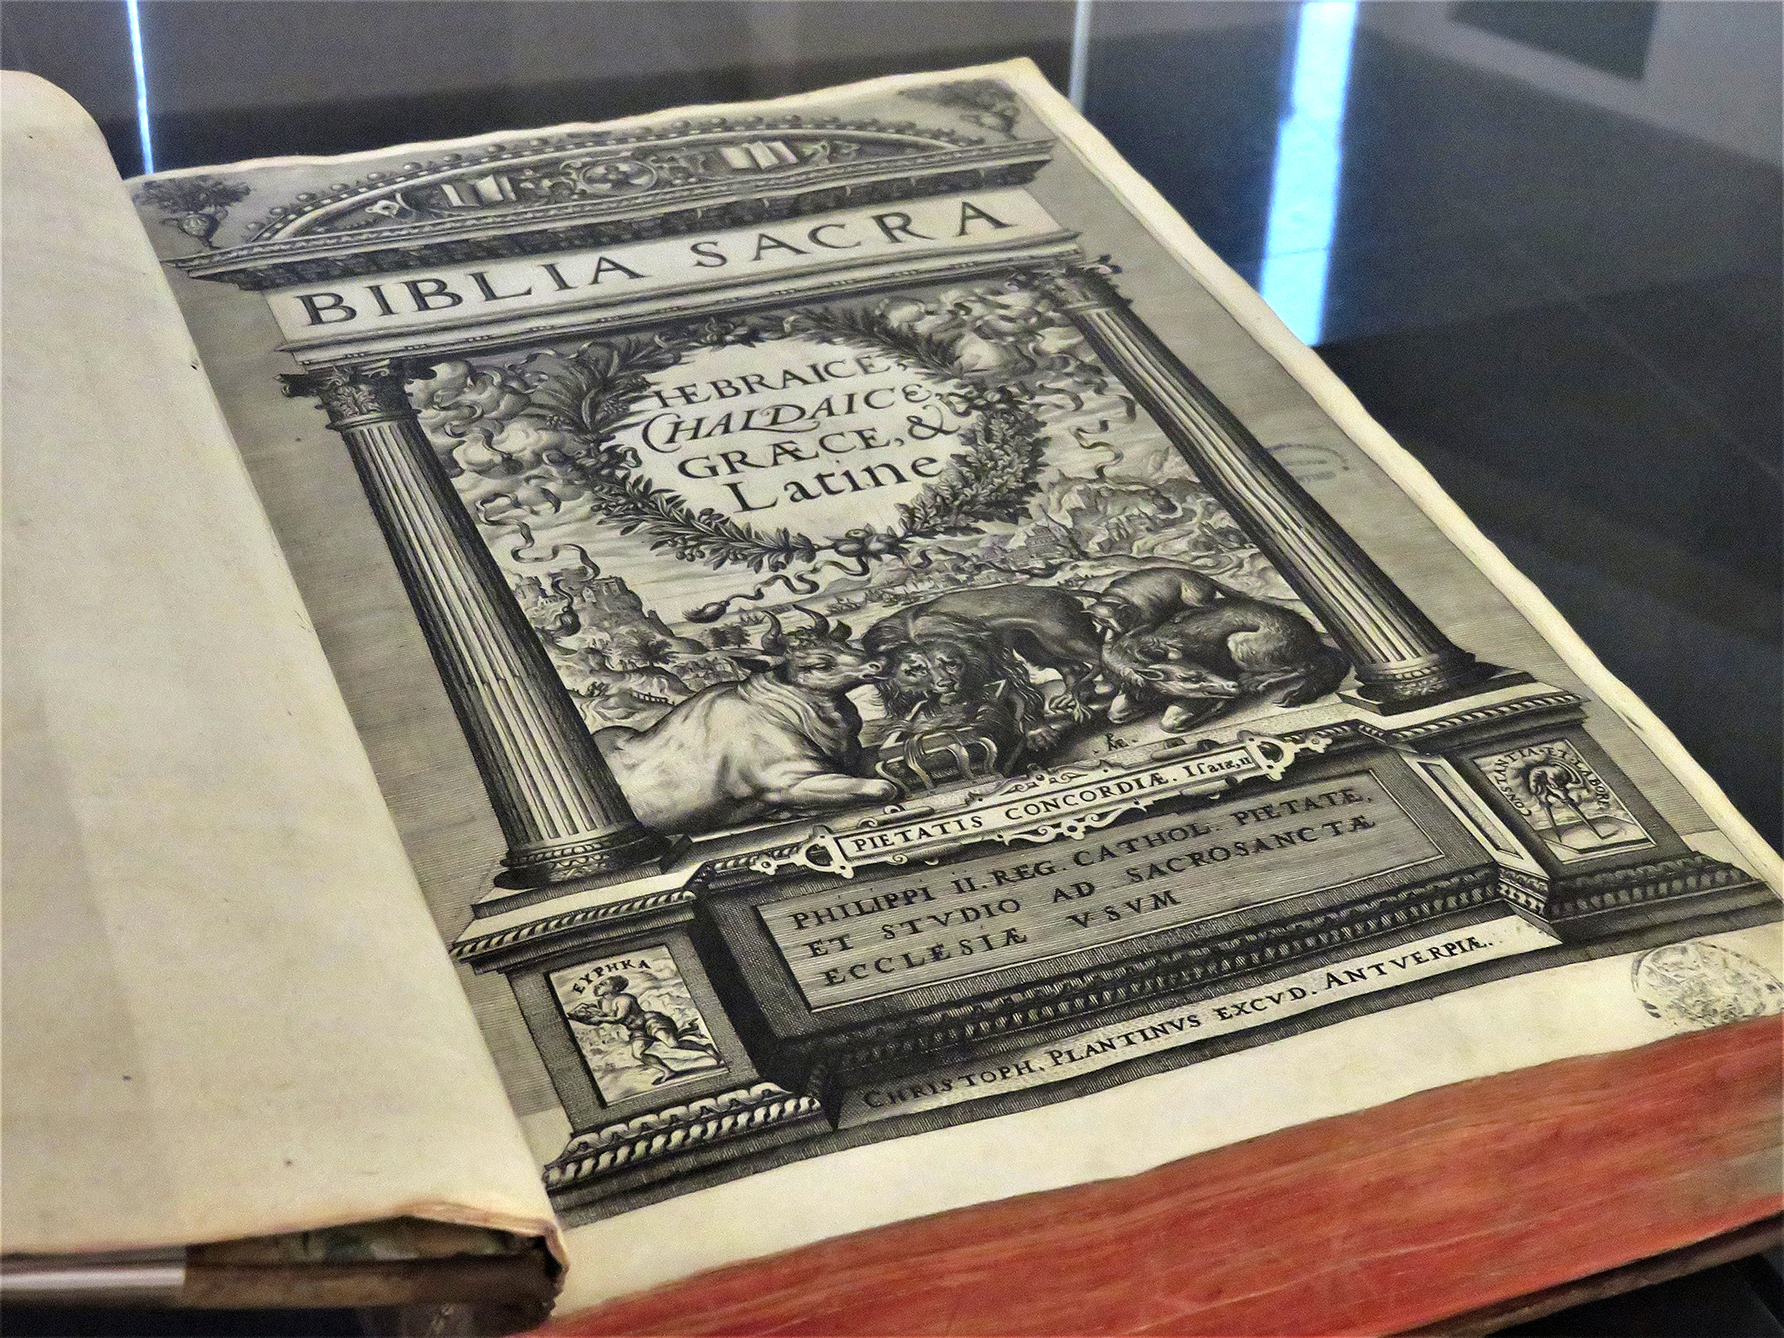 BIBLIA SACRA
HEBRAICE,
CHALDAICE,
GRÆCE, &
Latine
PIETATIS CONCORDIÆ. Isaiæ, 11
PHILIPPI II. REG. CATHOL. PIETATE,
ET STVDIO AD SACROSANCTÆ
ECCLESIÆ VSVM
CONSTANTIA ET LABOR.
ΕΥΡΗΚΑ
CHRISTOPH. PLANTINVS EXCVD. ANTVERPIÆ.